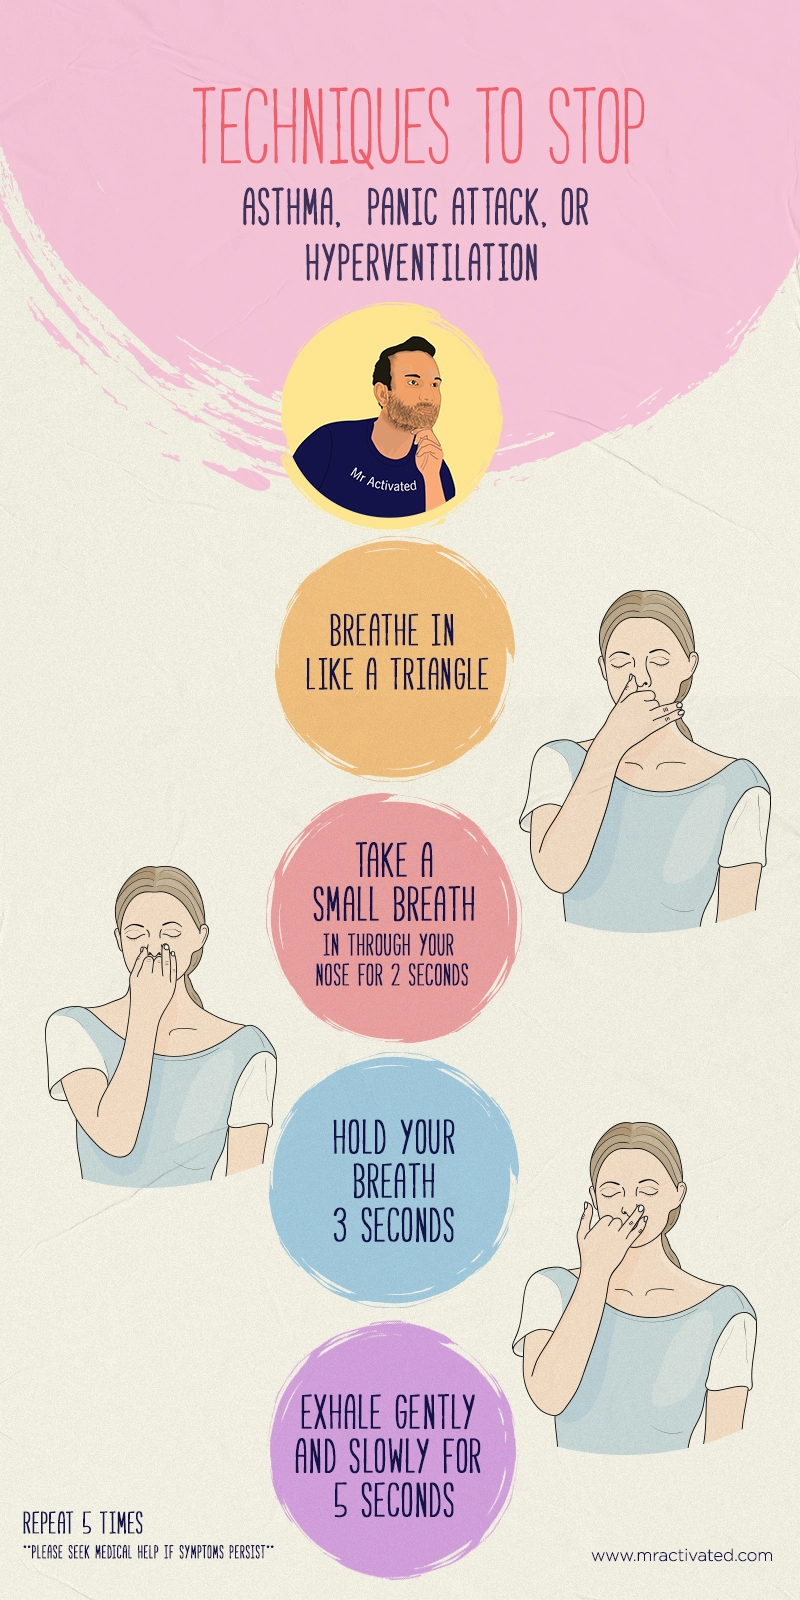 TECHNIQUES TO STOP
ASTHMA, PANIC ATTACK, OR
HYPERVENTILATION
Mr Activated
BREATHE IN
LIKE A TRIANGLE
TAKE A
SMALL BREATH
IN THROUGH YOUR
NOSE FOR 2 SECONDS
HOLD YOUR
BREATH
3 SECONDS
EXHALE GENTLY
AND SLOWLY FOR
5 SECONDS
REPEAT 5 TIMES
**PLEASE SEEK MEDICAL HELP IF SYMPTOMS PERSIST**
www.mractivated.com